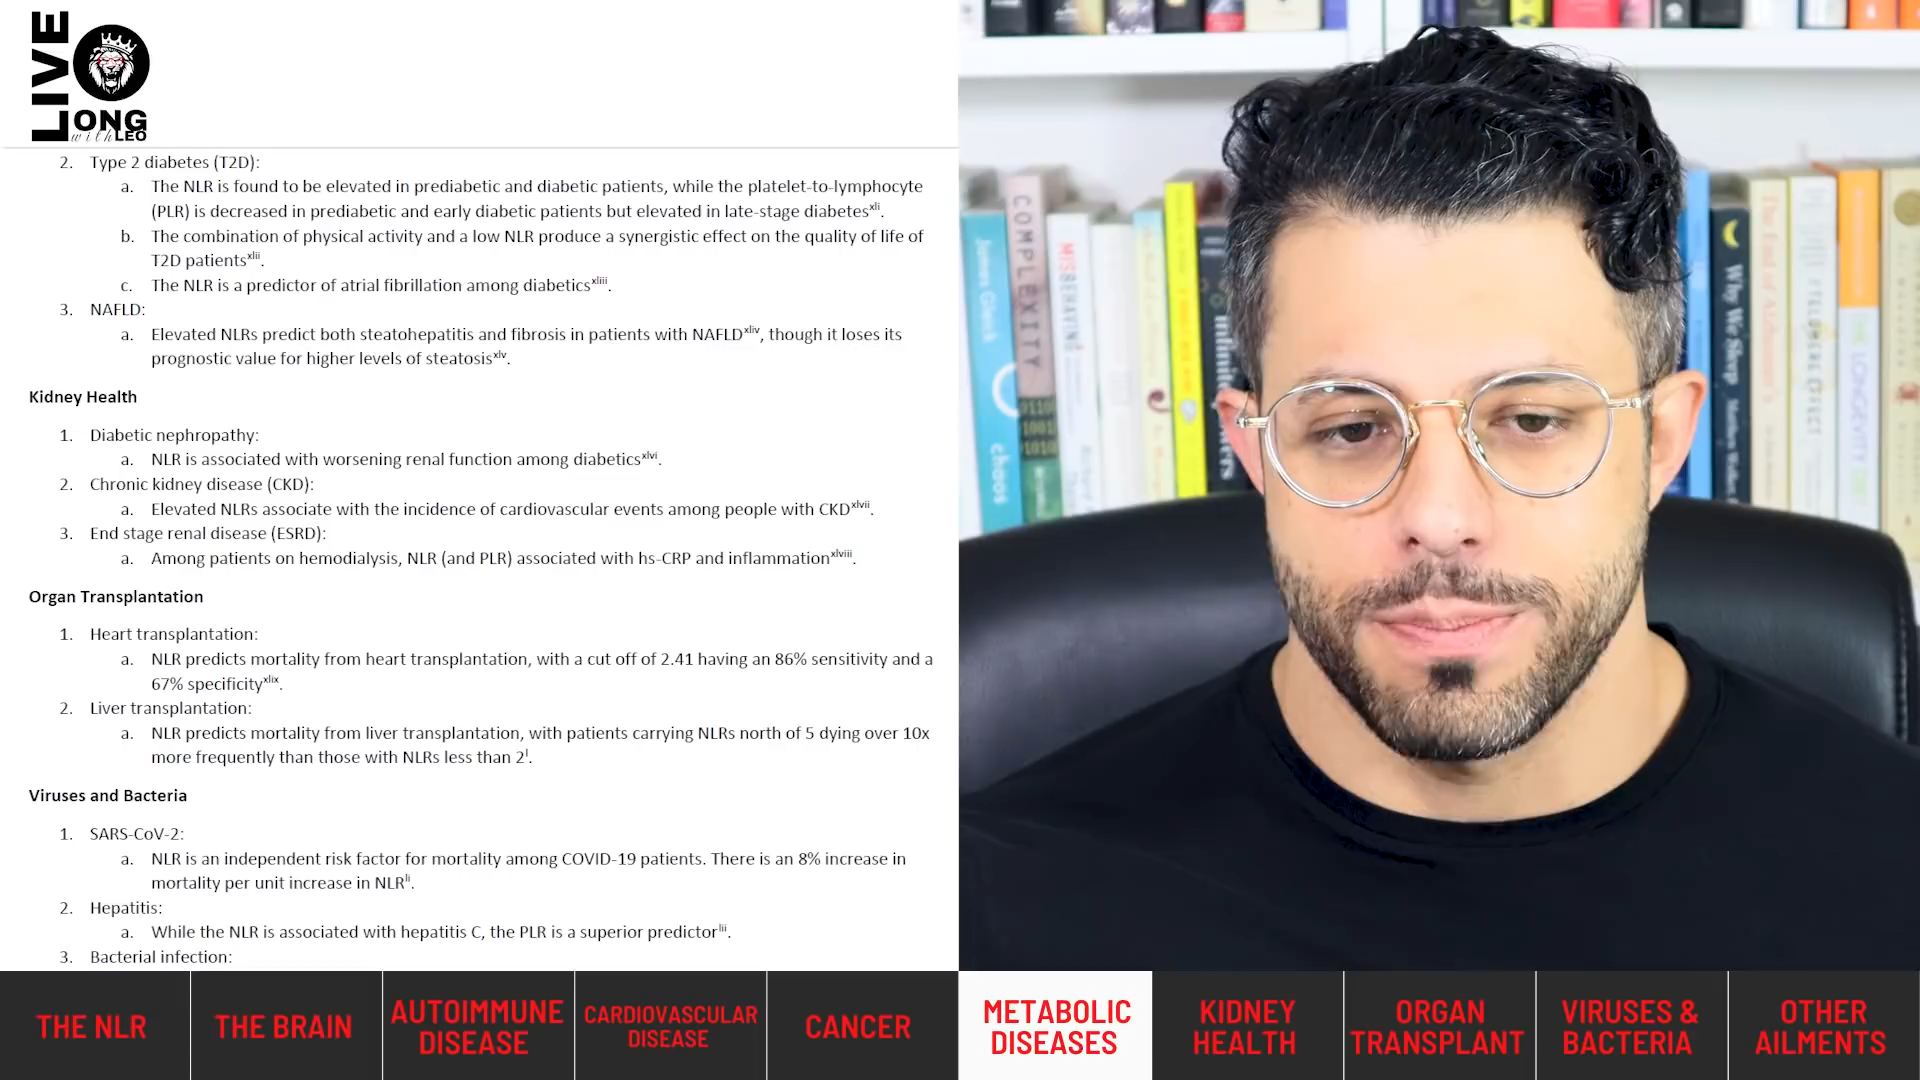 LIVE
LONG
with LEO
2. Type 2 diabetes (T2D):
a. The NLR is found to be elevated in prediabetic and diabetic patients, while the platelet-to-lymphocyte
(PLR) is decreased in prediabetic and early diabetic patients but elevated in late-stage diabetesxli.
b. The combination of physical activity and a low NLR produce a synergistic effect on the quality of life of
T2D patientsxlii.
c. The NLR is a predictor of atrial fibrillation among diabeticsxliii.
3. NAFLD:
a. Elevated NLRs predict both steatohepatitis and fibrosis in patients with NAFLDxliv, though it loses its
prognostic value for higher levels of steatosisxlv.
Kidney Health
1. Diabetic nephropathy:
a. NLR is associated with worsening renal function among diabeticsxlvi.
2. Chronic kidney disease (CKD):
a. Elevated NLRs associate with the incidence of cardiovascular events among people with CKDxlvii.
3. End stage renal disease (ESRD):
a. Among patients on hemodialysis, NLR (and PLR) associated with hs-CRP and inflammationxlviii.
Organ Transplantation
1. Heart transplantation:
a. NLR predicts mortality from heart transplantation, with a cut off of 2.41 having an 86% sensitivity and a
67% specificityxlix.
2. Liver transplantation:
a. NLR predicts mortality from liver transplantation, with patients carrying NLRs north of 5 dying over 10x
more frequently than those with NLRs less than 2l.
Viruses and Bacteria
1. SARS-CoV-2:
a. NLR is an independent risk factor for mortality among COVID-19 patients. There is an 8% increase in
mortality per unit increase in NLRli.
2. Hepatitis:
a. While the NLR is associated with hepatitis C, the PLR is a superior predictorlii.
3. Bacterial infection:
James Gleick
chaos
COMPLEXITY
MISBEHAVING
infinite
Why We Sleep
THE LONGEVITY
THE NLR
THE BRAIN
AUTOIMMUNE
DISEASE
CARDIOVASCULAR
DISEASE
CANCER
METABOLIC
DISEASES
KIDNEY
HEALTH
ORGAN
TRANSPLANT
VIRUSES &
BACTERIA
OTHER
AILMENTS